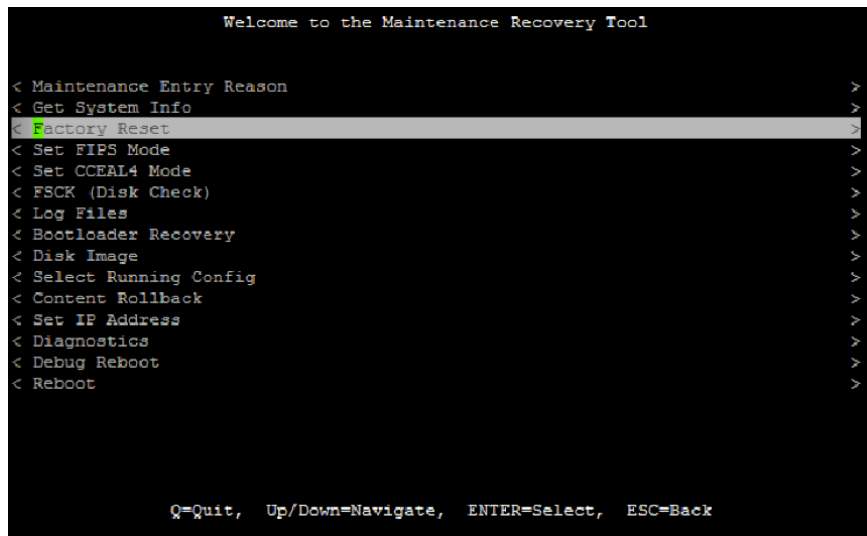 Welcome to the Maintenance Recovery Tool
< Maintenance Entry Reason >
< Get System Info >
< Factory Reset >
< Set FIPS Mode >
< Set CCEAL4 Mode >
< FSCK (Disk Check) >
< Log Files >
< Bootloader Recovery >
< Disk Image >
< Select Running Config >
< Content Rollback >
< Set IP Address >
< Diagnostics >
< Debug Reboot >
< Reboot >
Q=Quit, Up/Down=Navigate, ENTER=Select, ESC=Back